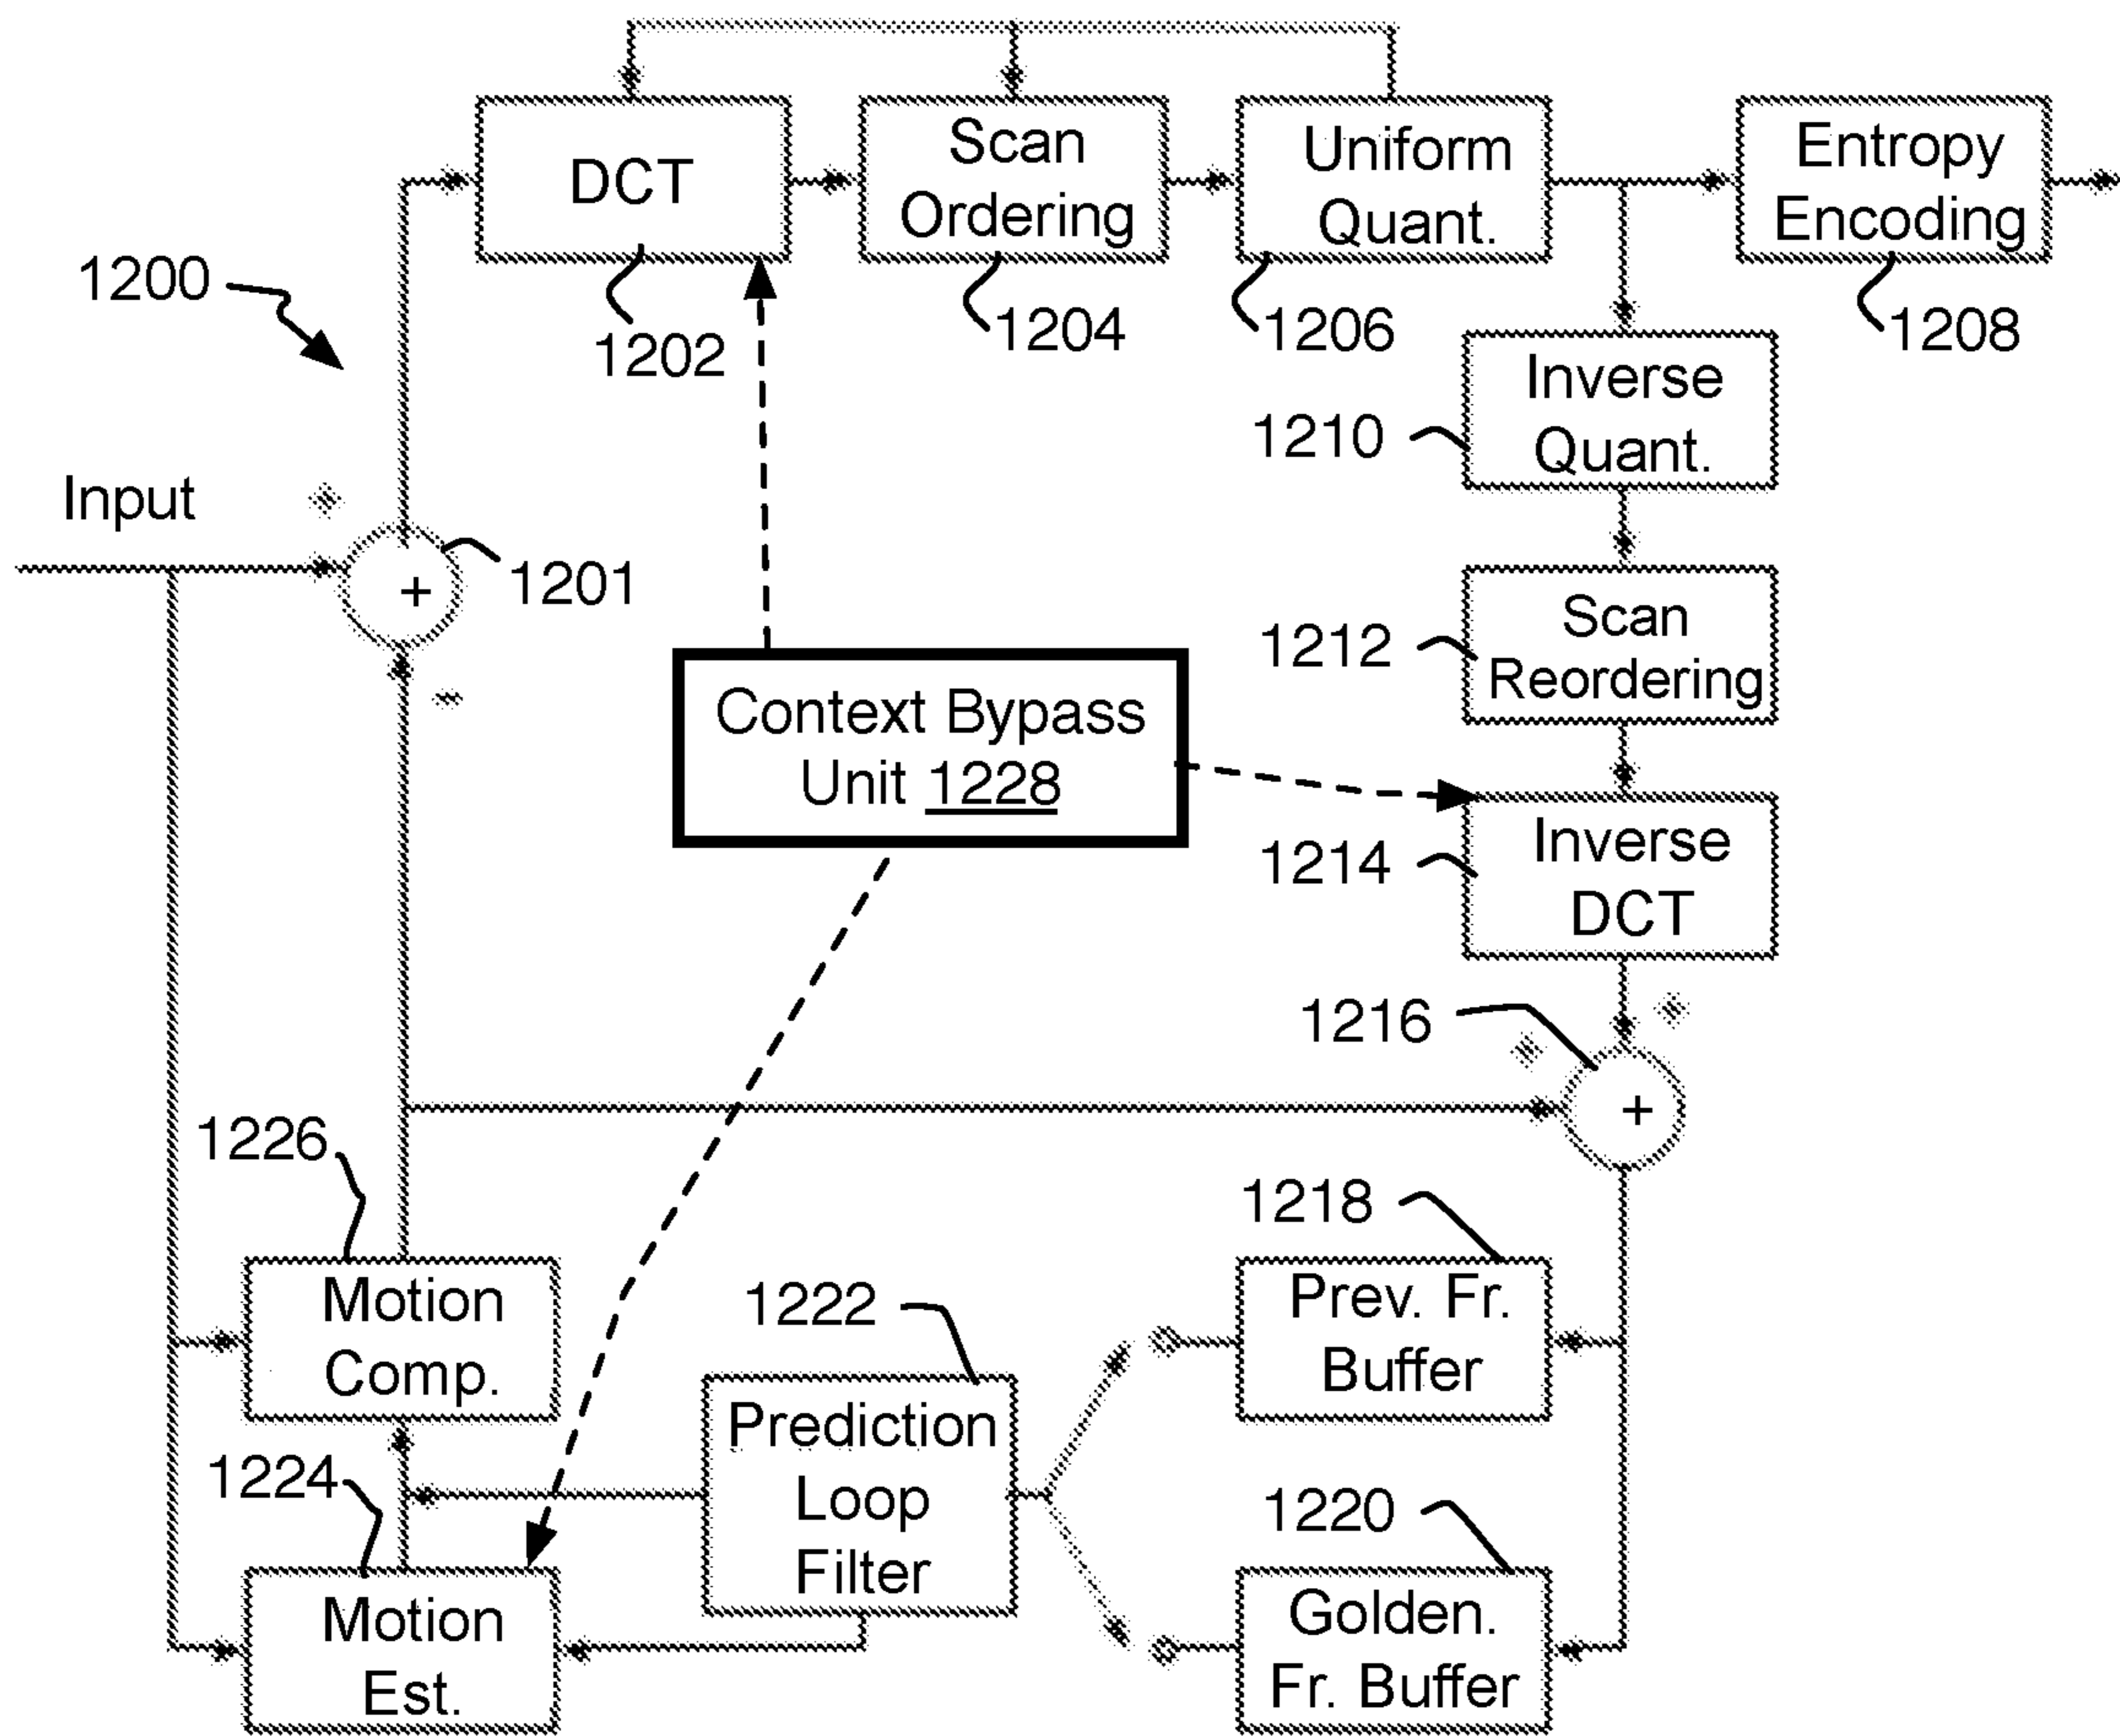 DCT
Scan
Ordering
Uniform
Quant.
Entropy
Encoding
1200
1202
1204
1206
1208
Inverse
Quant.
1210
Input
+
1201
Scan
Reordering
1212
Context Bypass
Unit 1228
Inverse
DCT
1214
1216
+
1226
1218
Motion
Comp.
1222
Prev. Fr.
Buffer
Prediction
Loop
Filter
1224
1220
Motion
Est.
Golden.
Fr. Buffer